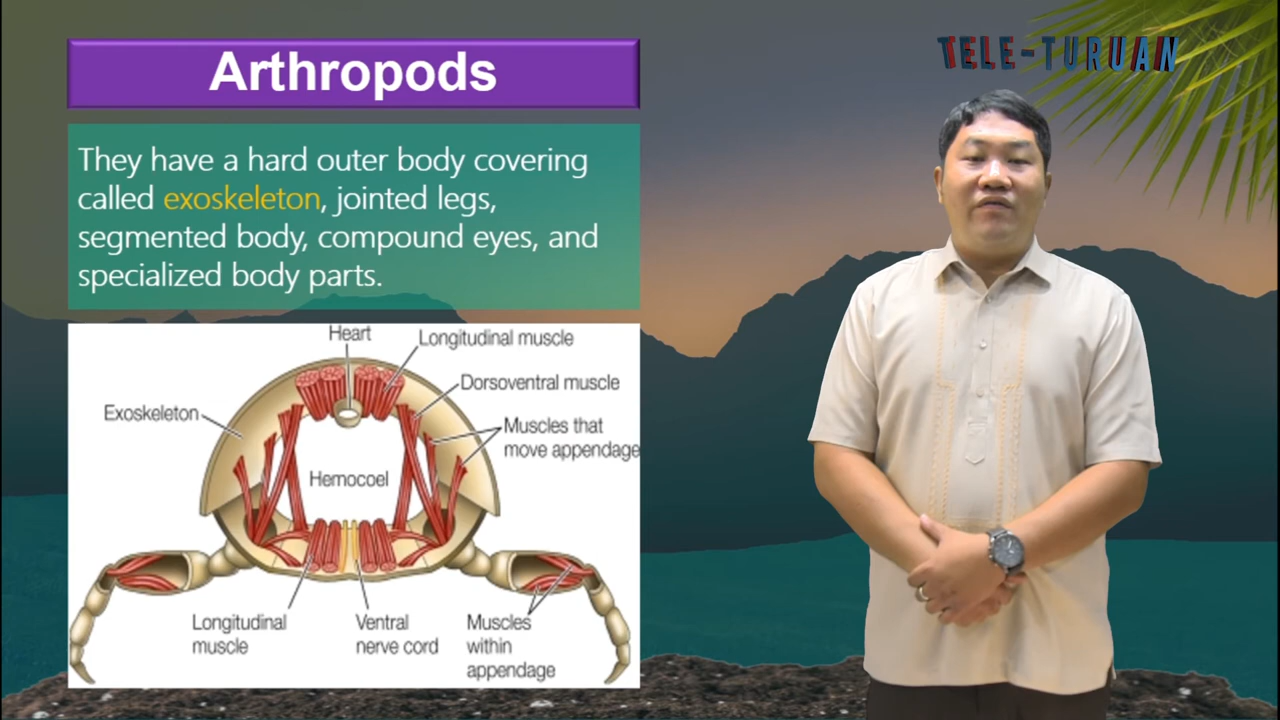 Arthropods
TELE-TURUAN
They have a hard outer body covering
called exoskeleton, jointed legs,
segmented body, compound eyes, and
specialized body parts.
Heart
Longitudinal muscle
Dorsoventral muscle
Exoskeleton
Muscles that
move appendage
Hemocoel
Longitudinal
muscle
Ventral
nerve cord
Muscles
within
appendage